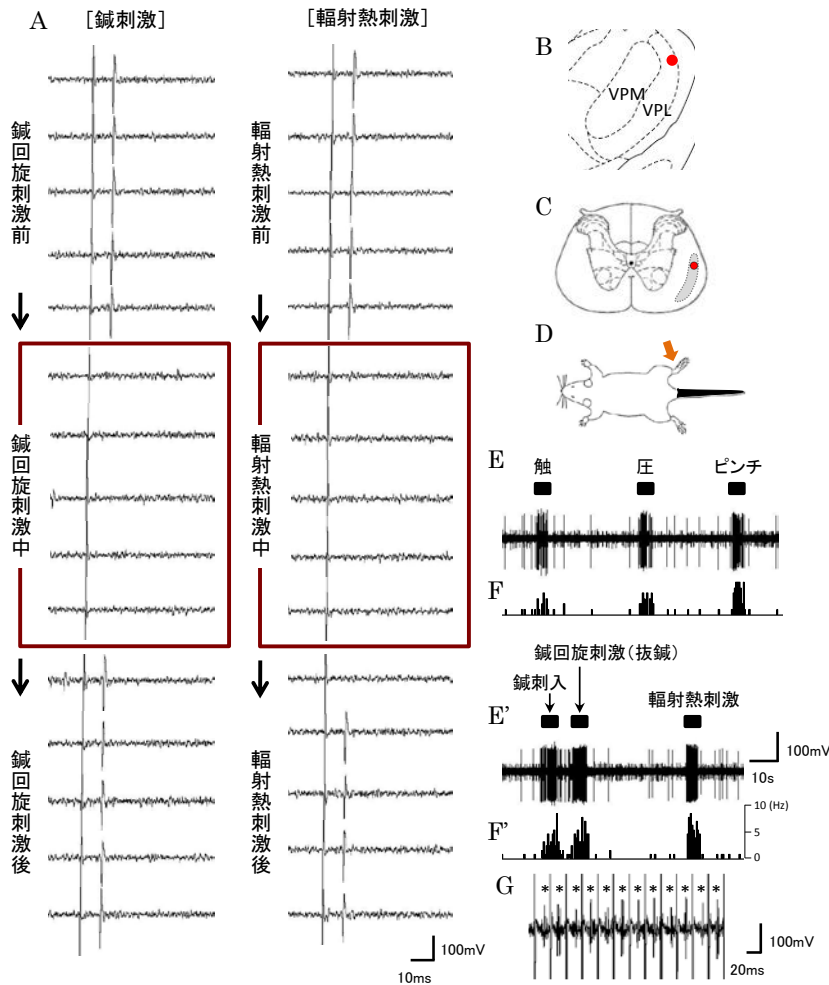 A
[鍼刺激]
[輻射熱刺激]
鍼回旋刺激前
輻射熱刺激前
鍼回旋刺激中
輻射熱刺激中
鍼回旋刺激後
輻射熱刺激後
100mV
10ms
B
VPM
VPL
C
D
E
触
圧
ピンチ
F
鍼回旋刺激(抜鍼)
鍼刺入
輻射熱刺激
E'
100mV
10s
F'
10 (Hz)
5
0
G
* * * * * * * * * * * *
100mV
20ms